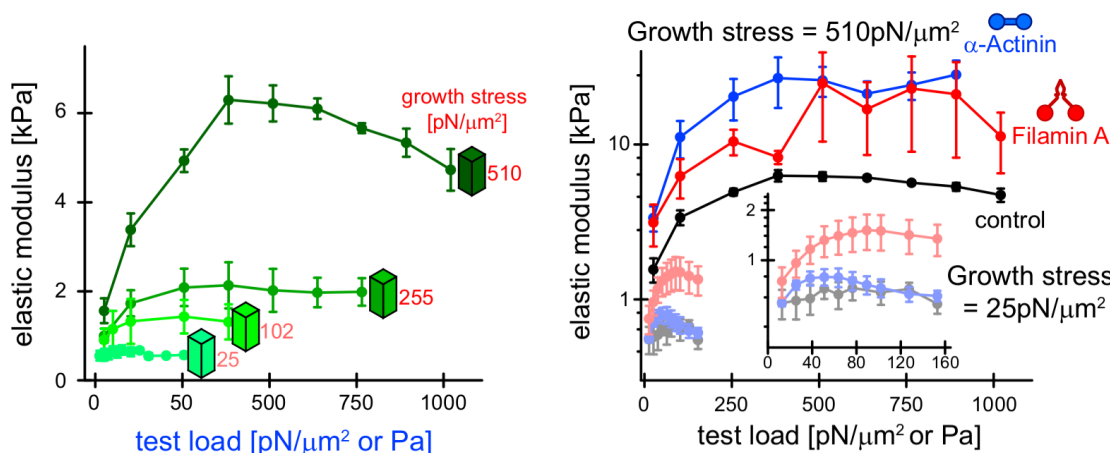 elastic modulus [kPa]
6
4
2
0
growth stress
[pN/μm²]
510
255
102
25
0
50
500
750
1000
test load [pN/μm² or Pa]
Growth stress = 510pN/μm²
α-Actinin
Filamin A
elastic modulus [kPa]
10
1
control
2
1
Growth stress
= 25pN/μm²
0
40
80
120
160
0
250
500
750
1000
test load [pN/μm² or Pa]